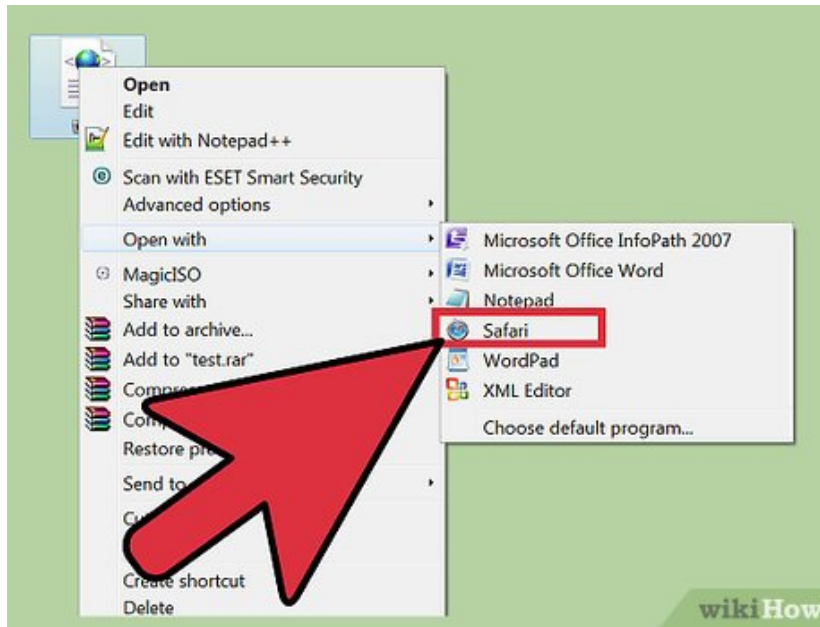 Open
Edit
Edit with Notepad++
Scan with ESET Smart Security
Advanced options
Open with
MagicISO
Share with
Add to archive...
Add to "test.rar"
Restore
Send to
Create shortcut
Delete
Microsoft Office InfoPath 2007
Microsoft Office Word
Notepad
Safari
WordPad
XML Editor
Choose default program...
wikiHow